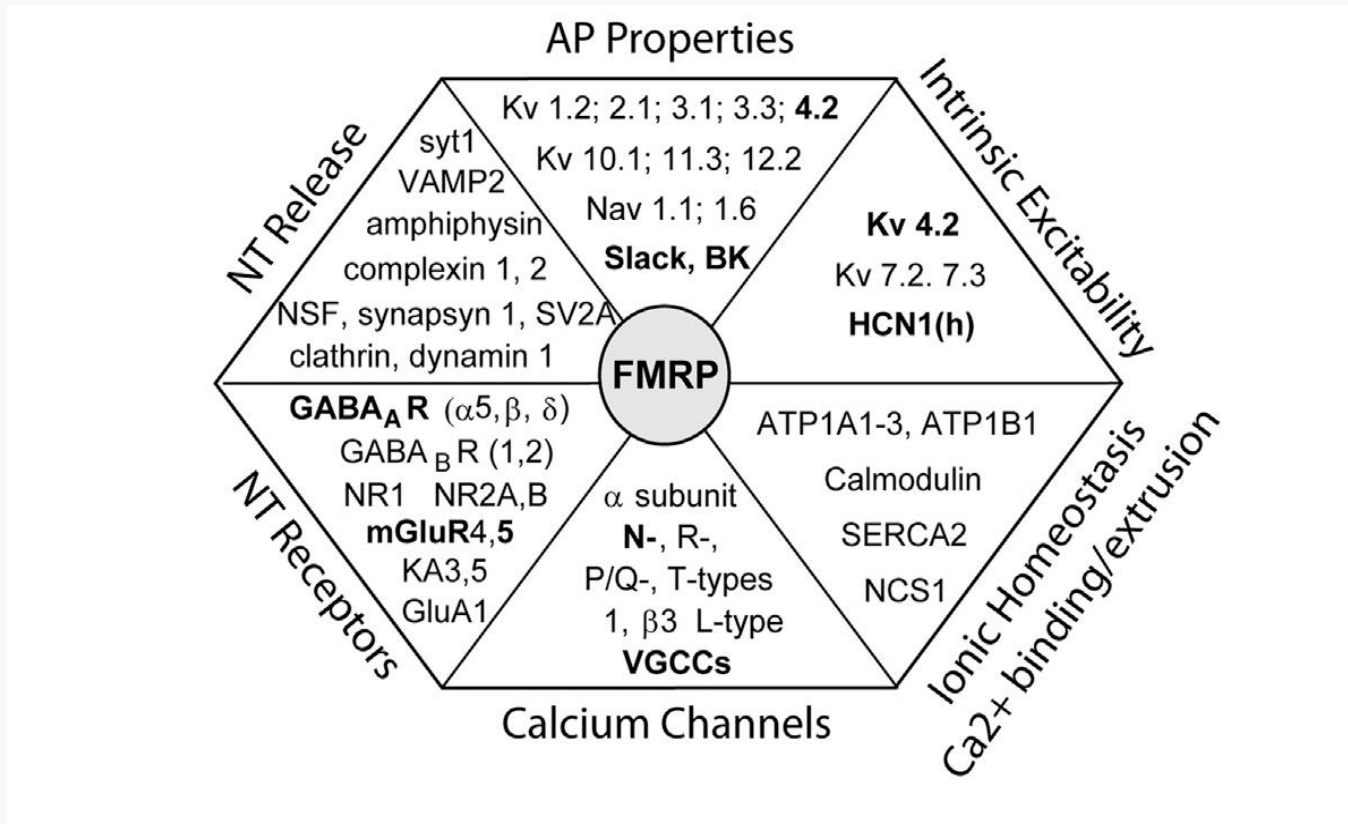 AP Properties
Kv 1.2; 2.1; 3.1; 3.3; 4.2
Kv 10.1; 11.3; 12.2
Nav 1.1; 1.6
Slack, BK
Intrinsic Excitability
Kv 4.2
Kv 7.2. 7.3
HCN1(h)
NT Release
syt1
VAMP2
amphiphysin
complexin 1, 2
NSF, synapsyn 1, SV2A
clathrin, dynamin 1
FMRP
NT Receptors
GABAA R (α5,β, δ)
GABA B R (1,2)
NR1 NR2A,B
mGluR4,5
KA3,5
GluA1
α subunit
N-, R-,
P/Q-, T-types
1, β3 L-type
VGCCs
Calcium Channels
ATP1A1-3, ATP1B1
Calmodulin
SERCA2
NCS1
Ionic Homeostasis
Ca2+ binding/extrusion